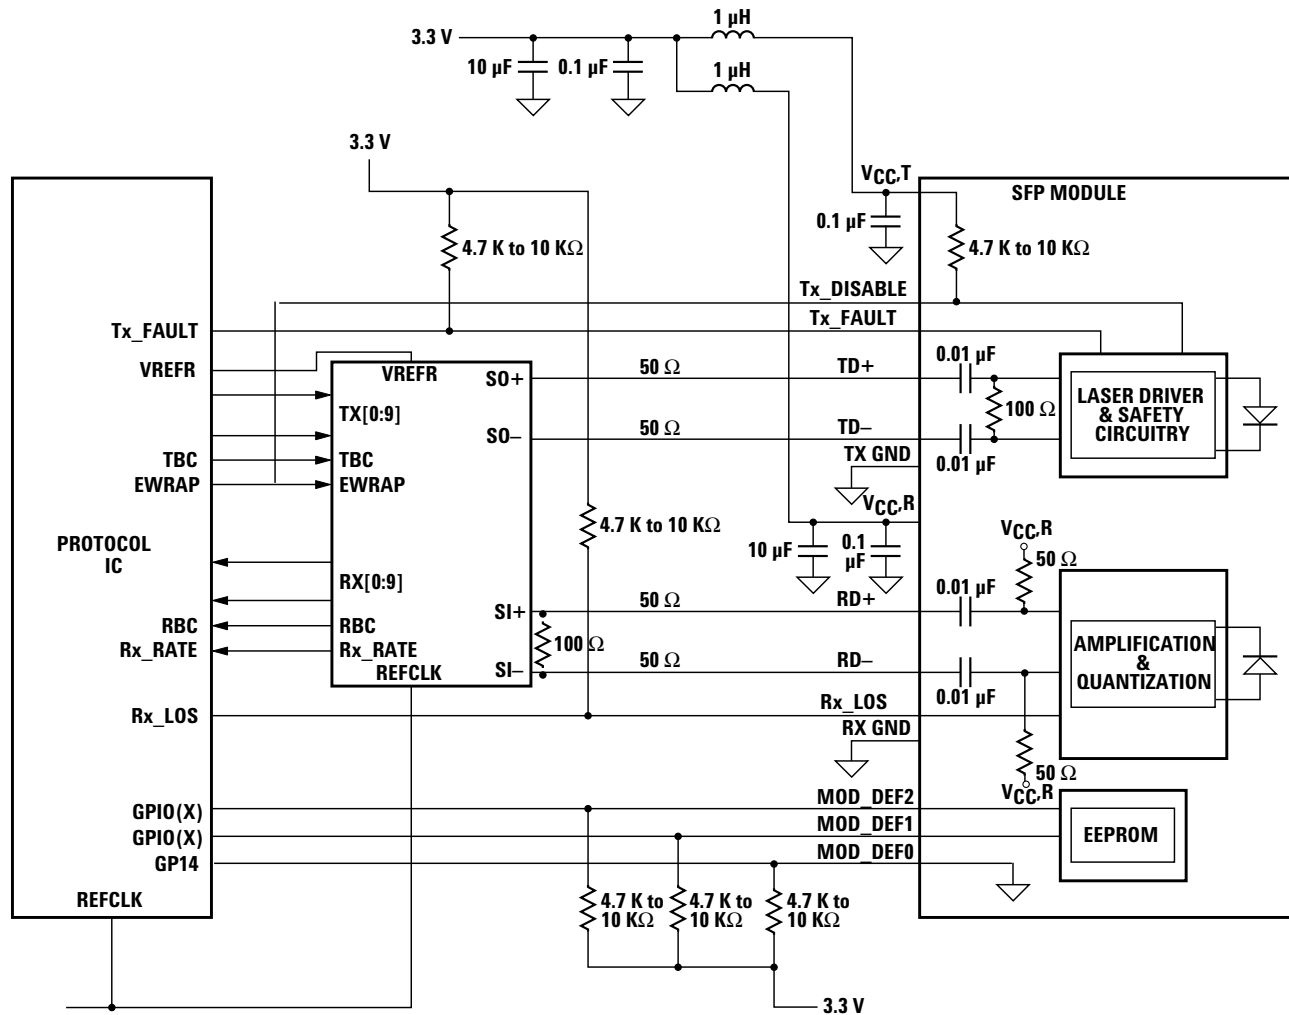 1 µH
3.3 V
10 µF
0.1 µF
1 µH
3.3 V
VCC,T
SFP MODULE
0.1 µF
4.7 K to 10 KΩ
4.7 K to 10 KΩ
Tx_DISABLE
Tx_FAULT
Tx_FAULT
VREFR
VREFR
SO+
50 Ω
TD+
0.01 µF
TX[0:9]
100 Ω
LASER DRIVER
& SAFETY
CIRCUITRY
SO–
50 Ω
TD–
0.01 µF
TX GND
TBC
TBC
EWRAP
EWRAP
VCC,R
4.7 K to 10 KΩ
10 µF
0.1
µF
VCC,R
50 Ω
PROTOCOL
IC
RX[0:9]
SI+
50 Ω
RD+
0.01 µF
RBC
RBC
100 Ω
Rx_RATE
Rx_RATE
REFCLK
SI–
50 Ω
RD–
0.01 µF
AMPLIFICATION
&
QUANTIZATION
Rx_LOS
Rx_LOS
RX GND
50 Ω
VCC,R
GPIO(X)
MOD_DEF2
GPIO(X)
MOD_DEF1
EEPROM
GP14
MOD_DEF0
REFCLK
4.7 K to
10 KΩ
4.7 K to
10 KΩ
4.7 K to
10 KΩ
3.3 V